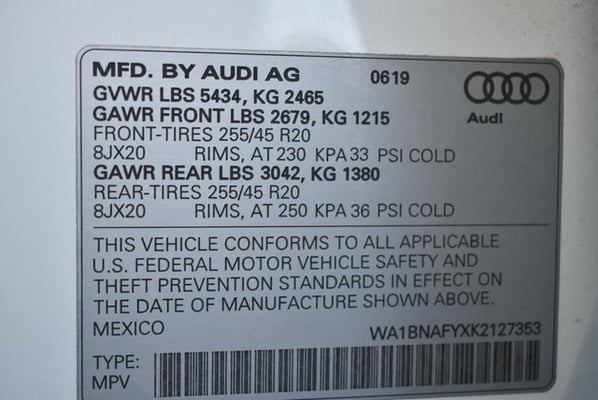 MFD. BY AUDI AG 0619
GVWR LBS 5434, KG 2465
GAWR FRONT LBS 2679, KG 1215
Audi
FRONT-TIRES 255/45 R20
8JX20 RIMS, AT 230 KPA 33 PSI COLD
GAWR REAR LBS 3042, KG 1380
REAR-TIRES 255/45 R20
8JX20 RIMS, AT 250 KPA 36 PSI COLD
THIS VEHICLE CONFORMS TO ALL APPLICABLE
U.S. FEDERAL MOTOR VEHICLE SAFETY AND
THEFT PREVENTION STANDARDS IN EFFECT ON
THE DATE OF MANUFACTURE SHOWN ABOVE.
MEXICO WA1BNAFYXK2127353
TYPE:
MPV